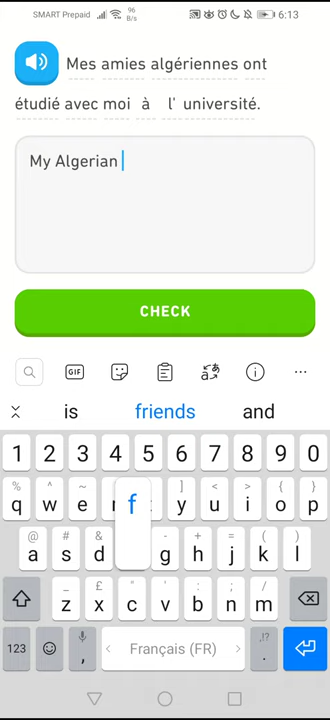 SMART Prepaid 96 B/s 6:13
Mes amies algériennes ont
étudié avec moi à l' université.
My Algerian
CHECK
GIF
is friends and
1 2 3 4 5 6 7 8 9 0
% ^ ~ ] < > { }
q w e r f y u i o p
@ # & - + = ( )
a s d g h j k l
_ £ " ' : ; /
z x c v b n m
123 , Français (FR) ,!? .